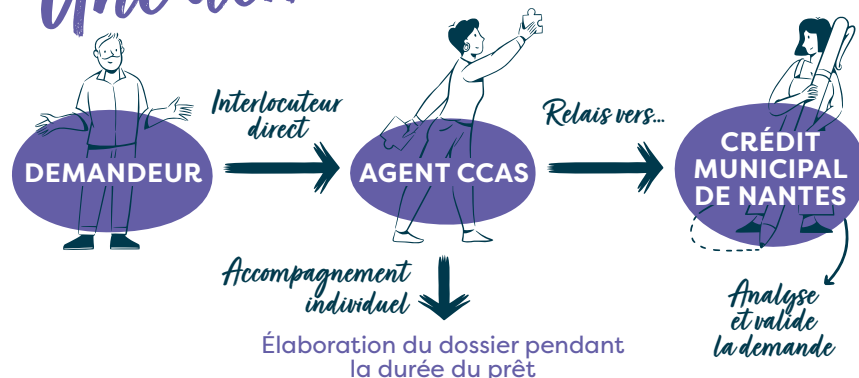 Interlocuteur
direct
Relais vers...
DEMANDEUR
AGENT CCAS
CRÉDIT
MUNICIPAL
DE NANTES
Accompagnement
individuel
Analyse
et valide
la demande
Élaboration du dossier pendant
la durée du prêt